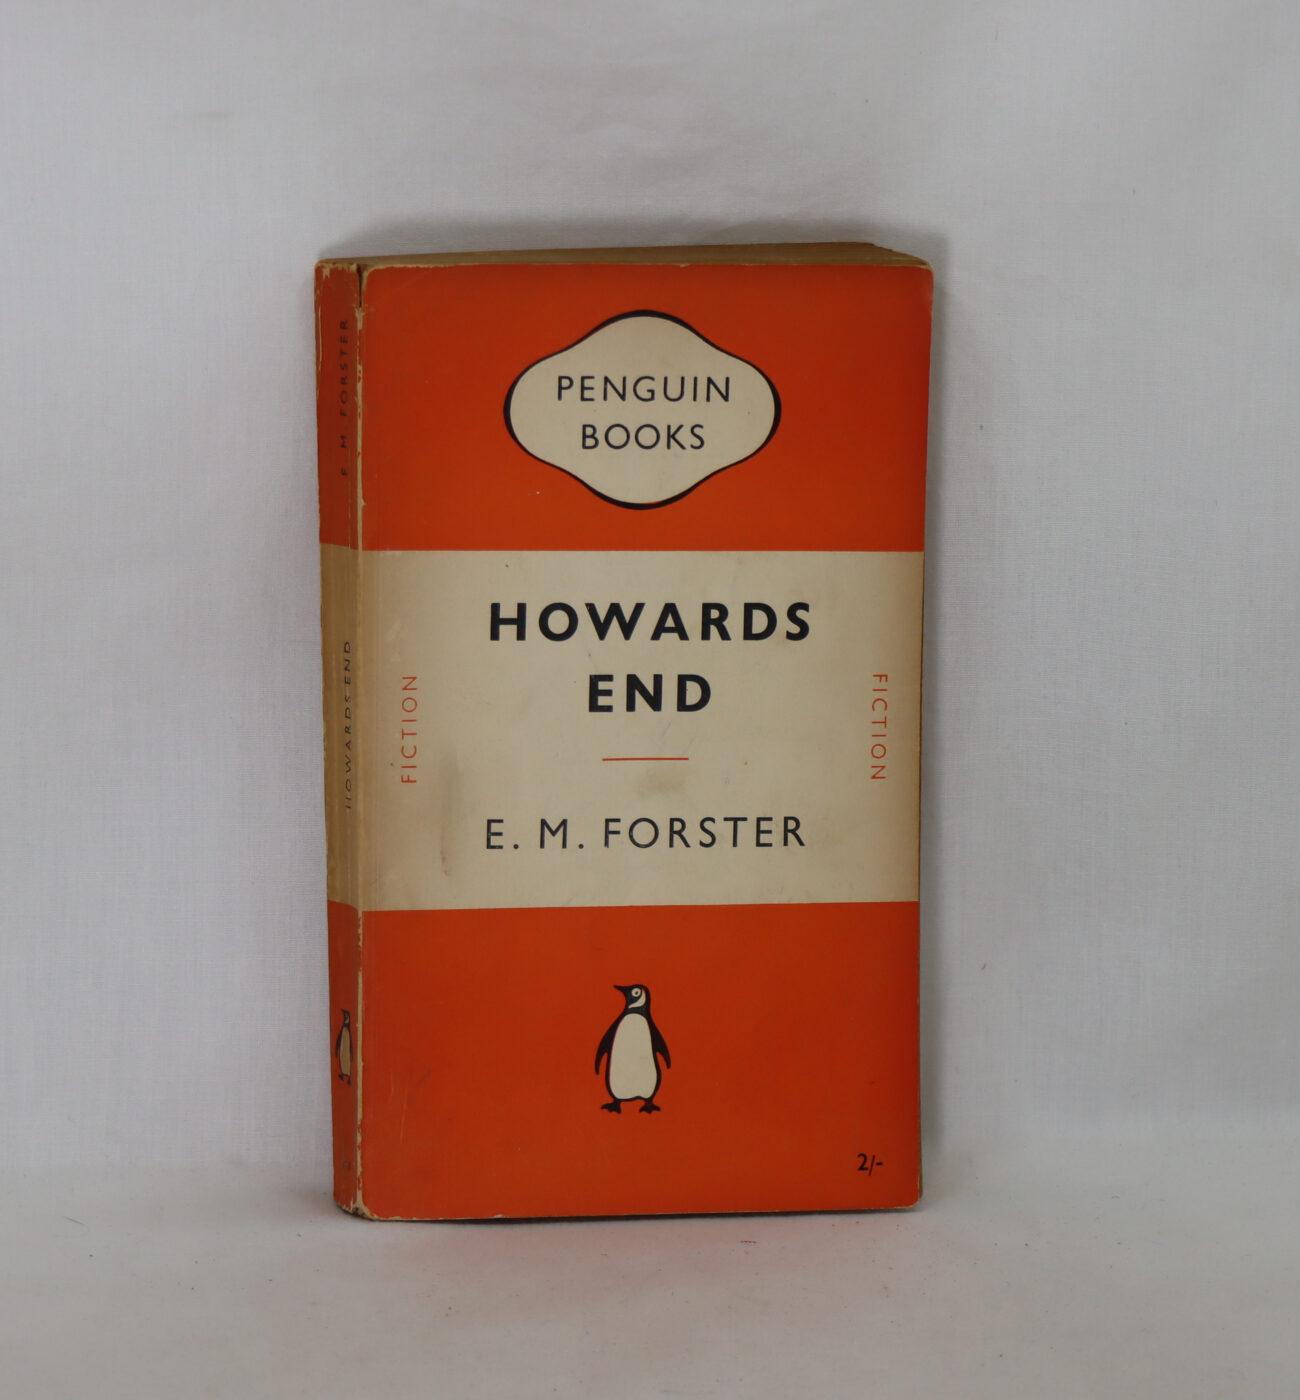 PENGUIN
BOOKS
HOWARDS
END
FICTION
FICTION
E. M. FORSTER
2/-
E. M. FORSTER
HOWARDS END